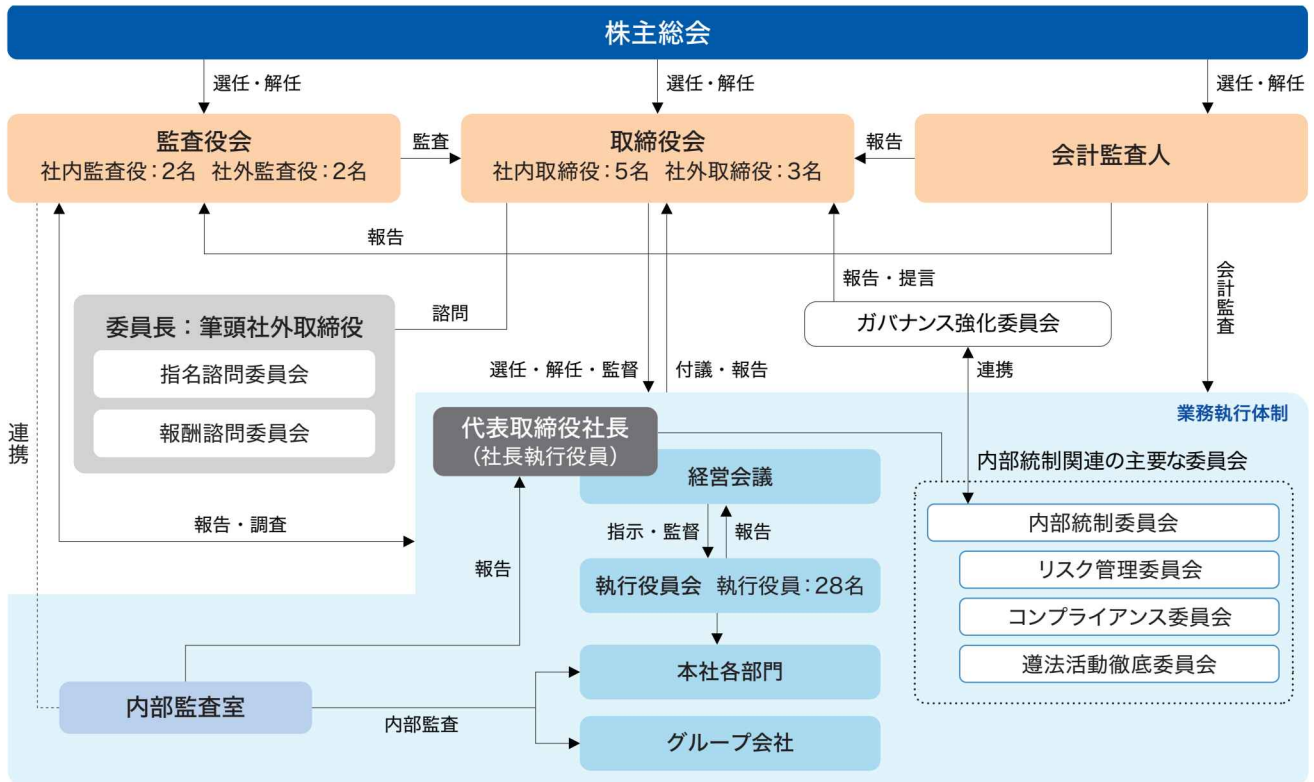 株主総会
選任・解任
選任・解任
選任・解任
監査役会
社内監査役：2名 社外監査役：2名
監査
取締役会
社内取締役：5名 社外取締役：3名
報告
会計監査人
報告
報告・提言
会計監査
委員長：筆頭社外取締役
指名諮問委員会
報酬諮問委員会
諮問
ガバナンス強化委員会
選任・解任・監督
付議・報告
連携
業務執行体制
連携
代表取締役社長
（社長執行役員）
経営会議
内部統制関連の主要な委員会
内部統制委員会
リスク管理委員会
コンプライアンス委員会
遵法活動徹底委員会
報告・調査
指示・監督
報告
報告
執行役員会 執行役員：28名
本社各部門
内部監査室
内部監査
グループ会社